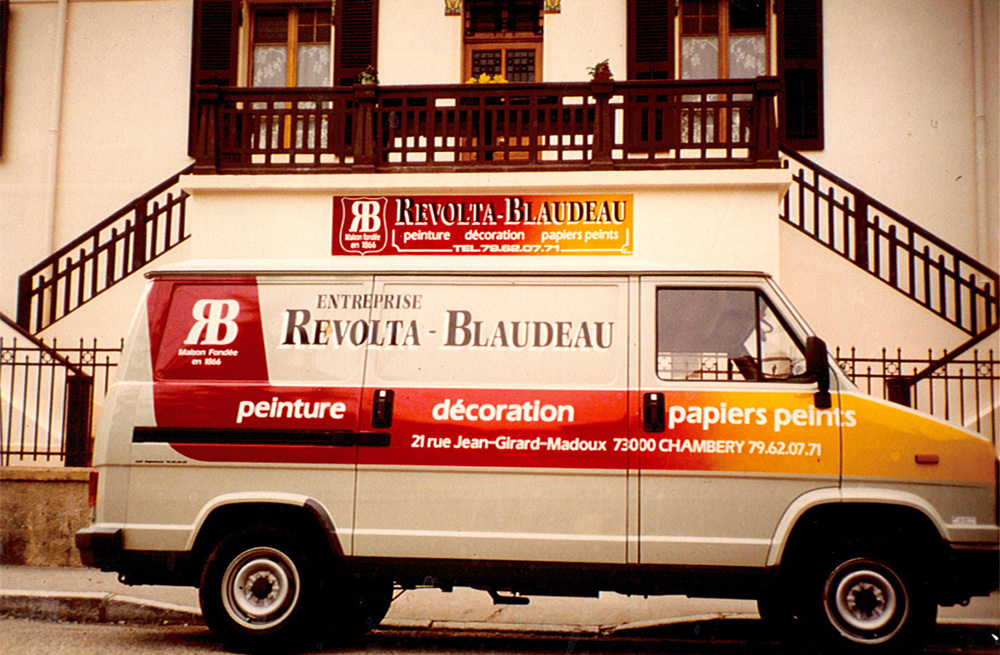 RB
Maison fondée
en 1866
REVOLTA-BLAUDEAU
peinture décoration papiers peints
TEL.79.62.07.71
RB
Maison Fondée
en 1866
ENTREPRISE
REVOLTA - BLAUDEAU
peinture décoration papiers peints
21 rue Jean-Girard-Madoux 73000 CHAMBERY 79.62.07.71